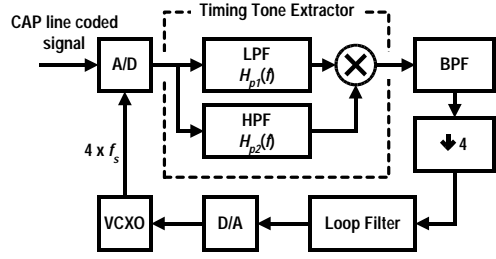 Timing Tone Extractor
CAP line coded
signal
A/D
LPF
Hp1(f)
HPF
Hp2(f)
BPF
4
4 x fs
VCXO
D/A
Loop Filter